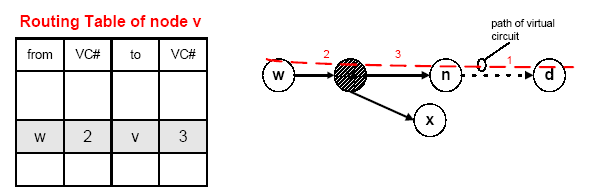 Routing Table of node v
from VC# to VC#
w 2 v 3
path of virtual
circuit
2 3 1
w n d
x